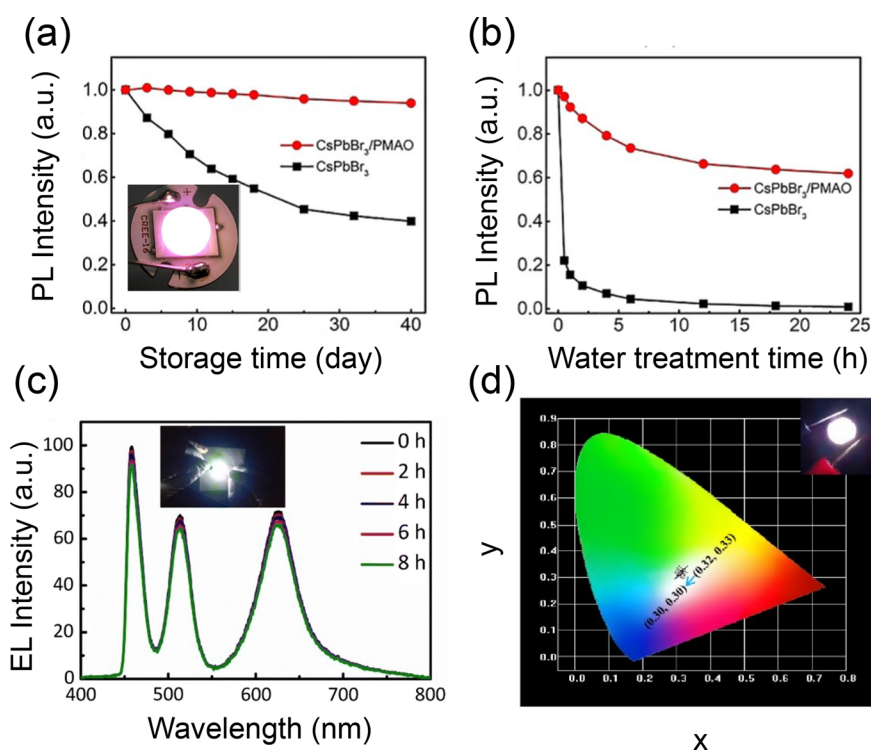 (a)
PL Intensity (a.u.)
1.0
0.8
0.6
0.4
0.2
0.0
CsPbBr₃/PMAO
CsPbBr₃
+
CREE-16
0 10 20 30 40
Storage time (day)
(b)
PL Intensity (a.u.)
1.0
0.8
0.6
0.4
0.2
0.0
CsPbBr₃/PMAO
CsPbBr₃
0 5 10 15 20 25
Water treatment time (h)
(c)
EL Intensity (a.u.)
100
80
60
40
20
0
0 h
2 h
4 h
6 h
8 h
400 500 600 700 800
Wavelength (nm)
(d)
y
0.9
0.8
0.7
0.6
0.5
0.4
0.3
0.2
0.1
0.0
(0.32, 0.33)
(0.30, 0.30)
0.0 0.1 0.2 0.3 0.4 0.5 0.6 0.7 0.8
x